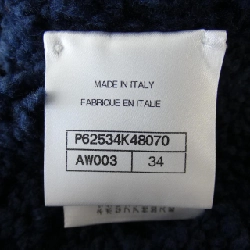 MADE IN ITALY
FABRIQUE EN ITALIE
P62534K48070
AW003 34